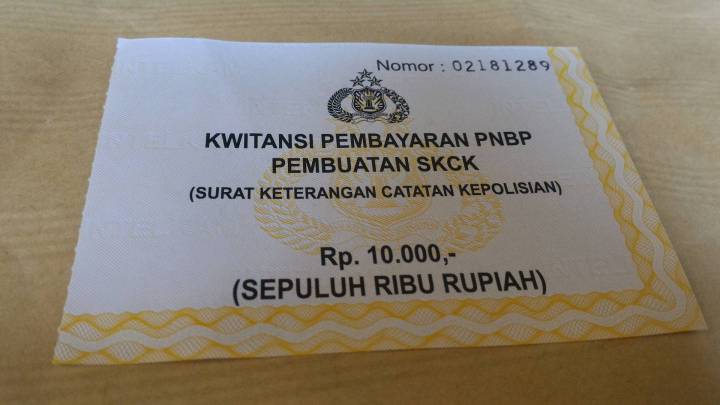 Nomor : 02181289
KWITANSI PEMBAYARAN PNBP
PEMBUATAN SKCK
(SURAT KETERANGAN CATATAN KEPOLISIAN)
Rp. 10.000,-
(SEPULUH RIBU RUPIAH)